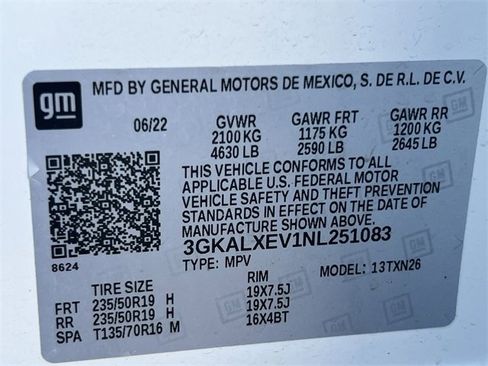 gm MFD BY GENERAL MOTORS DE MEXICO, S. DE R.L. DE C.V.
06/22 GVWR GAWR FRT GAWR RR
2100 KG 1175 KG 1200 KG
4630 LB 2590 LB 2645 LB
THIS VEHICLE CONFORMS TO ALL
APPLICABLE U.S. FEDERAL MOTOR
VEHICLE SAFETY AND THEFT PREVENTION
STANDARDS IN EFFECT ON THE DATE OF
MANUFACTURE SHOWN ABOVE.
3GKALXEV1NL251083
8624 TYPE: MPV MODEL: 13TXN26
TIRE SIZE RIM
FRT 235/50R19 H 19X7.5J
RR 235/50R19 H 19X7.5J
SPA T135/70R16 M 16X4BT